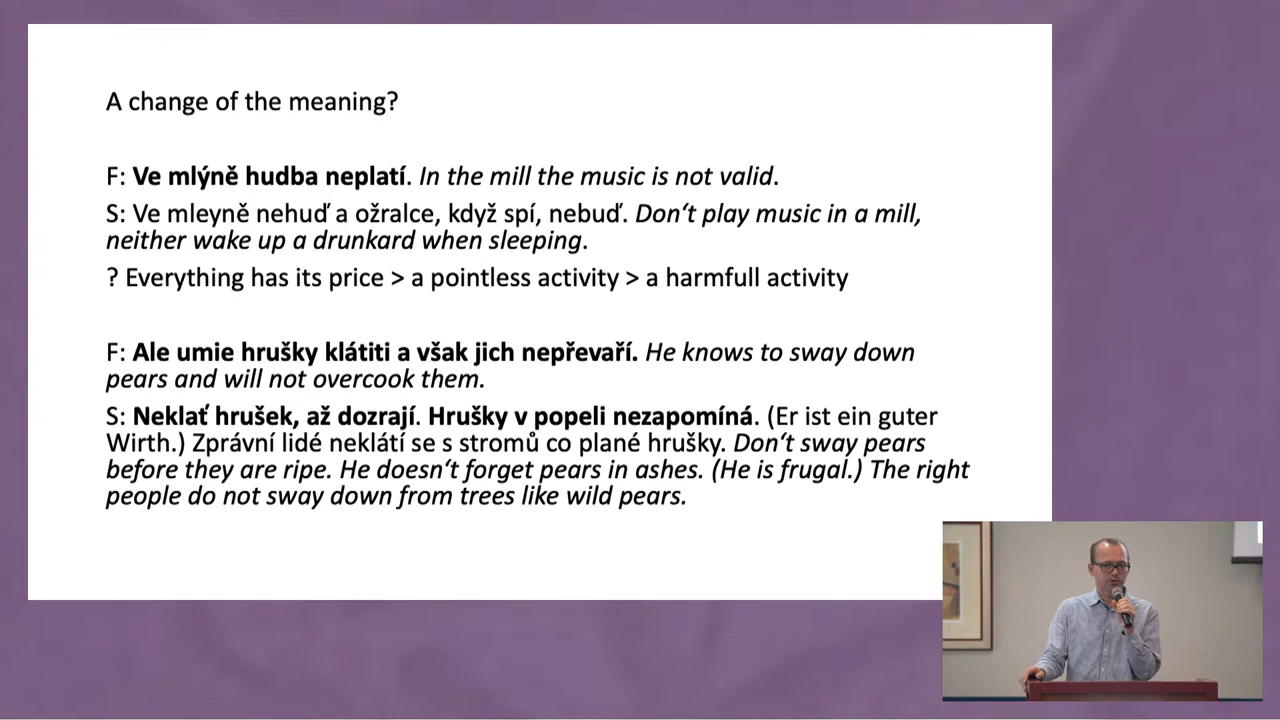 A change of the meaning?
F: Ve mlýně hudba neplatí. In the mill the music is not valid.
S: Ve mleyně nehuď a ožralce, když spí, nebuď. Don‘t play music in a mill,
neither wake up a drunkard when sleeping.
? Everything has its price > a pointless activity > a harmfull activity
F: Ale umie hrušky klátiti a však jich nepřevaří. He knows to sway down
pears and will not overcook them.
S: Neklať hrušek, až dozrají. Hrušky v popeli nezapomíná. (Er ist ein guter
Wirth.) Zprávní lidé neklátí se s stromů co plané hrušky. Don‘t sway pears
before they are ripe. He doesn‘t forget pears in ashes. (He is frugal.) The right
people do not sway down from trees like wild pears.